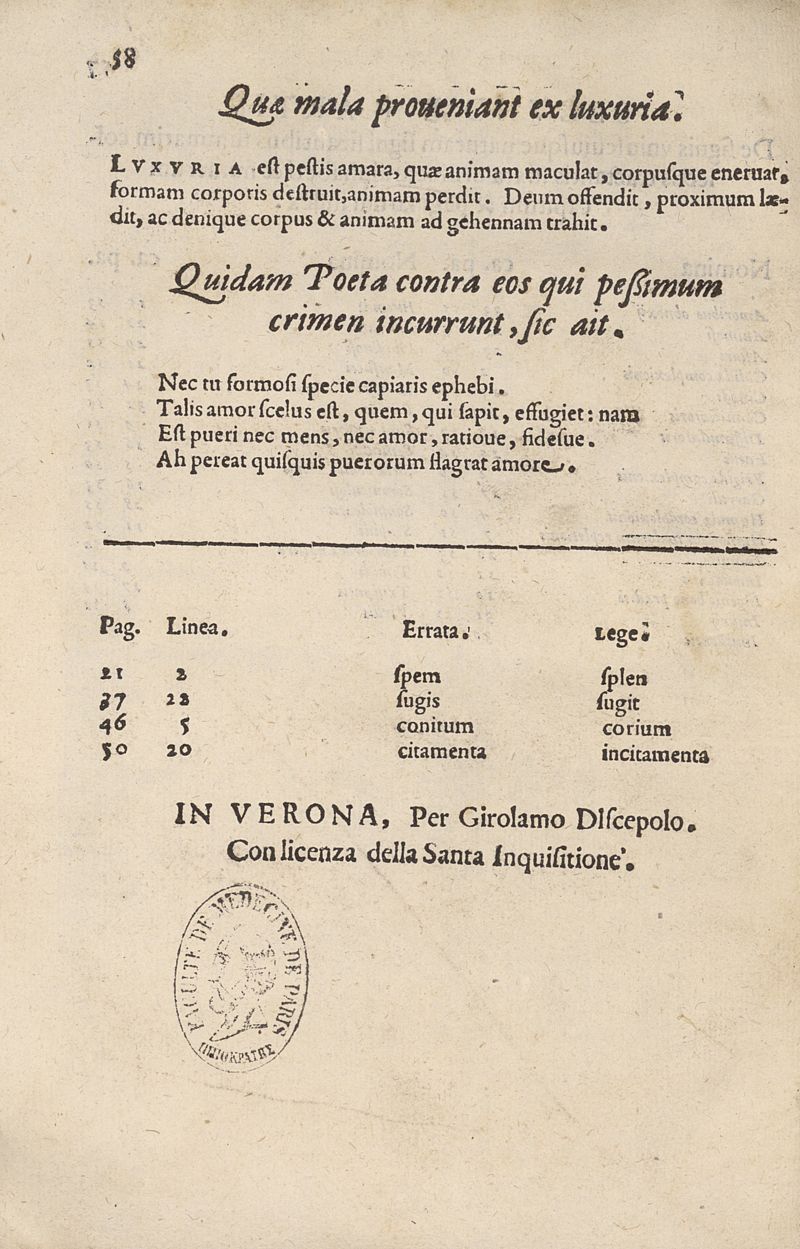 58
Quæ mala proueniant ex luxuria.
LVXVRIA est pestis amara, quæ animam maculat, corpusque eneruat,
formam corporis destruit, animam perdit. Deum offendit, proximum læ-
dit, ac denique corpus & animam ad gehennam trahit.
Quidam Poeta contra eos qui peſſimum
crimen incurrunt, ſic ait.
Nec tu formoſi ſpecie capiaris ephebi.
Talis amor ſcelus eſt, quem, qui ſapit, effugiet: nam
Eſt pueri nec mens, nec amor, ratioue, fideſue.
Ah pereat quiſquis puerorum flagrat amore.
Pag. Linea. Errata. Lege.
21 2 ſpem ſplen
37 22 fugis fugit
46 5 conitum corium
50 20 citamenta incitamenta
IN VERONA, Per Girolamo Diſcepolo.
Con licenza della Santa Inquiſitione.
FACULTE DE MEDECINE DE PARIS